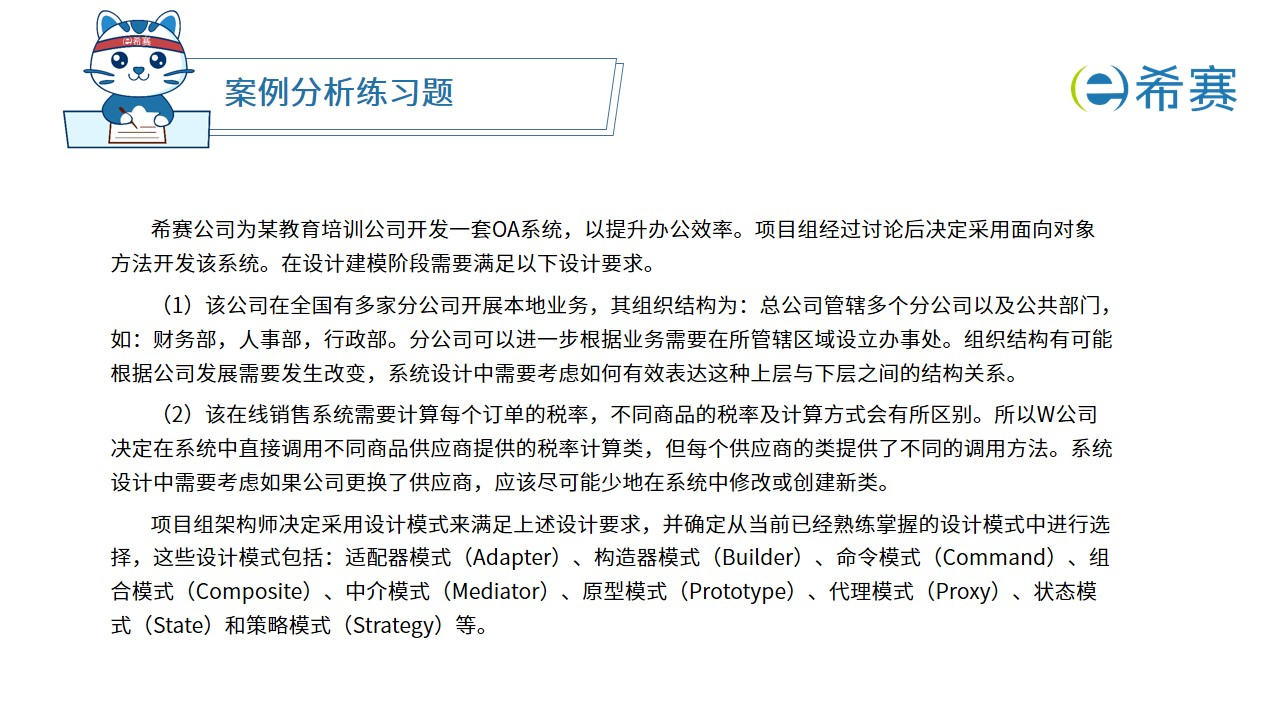 希赛
案例分析练习题
希赛
希赛公司为某教育培训公司开发一套OA系统，以提升办公效率。项目组经过讨论后决定采用面向对象
方法开发该系统。在设计建模阶段需要满足以下设计要求。
（1）该公司在全国有多家分公司开展本地业务，其组织结构为：总公司管辖多个分公司以及公共部门，
如：财务部，人事部，行政部。分公司可以进一步根据业务需要在所管辖区域设立办事处。组织结构有可能
根据公司发展需要发生改变，系统设计中需要考虑如何有效表达这种上层与下层之间的结构关系。
（2）该在线销售系统需要计算每个订单的税率，不同商品的税率及计算方式会有所区别。所以W公司
决定在系统中直接调用不同商品供应商提供的税率计算类，但每个供应商的类提供了不同的调用方法。系统
设计中需要考虑如果公司更换了供应商，应该尽可能少地在系统中修改或创建新类。
项目组架构师决定采用设计模式来满足上述设计要求，并确定从当前已经熟练掌握的设计模式中进行选
择，这些设计模式包括：适配器模式（Adapter）、构造器模式（Builder）、命令模式（Command）、组
合模式（Composite）、中介模式（Mediator）、原型模式（Prototype）、代理模式（Proxy）、状态模
式（State）和策略模式（Strategy）等。